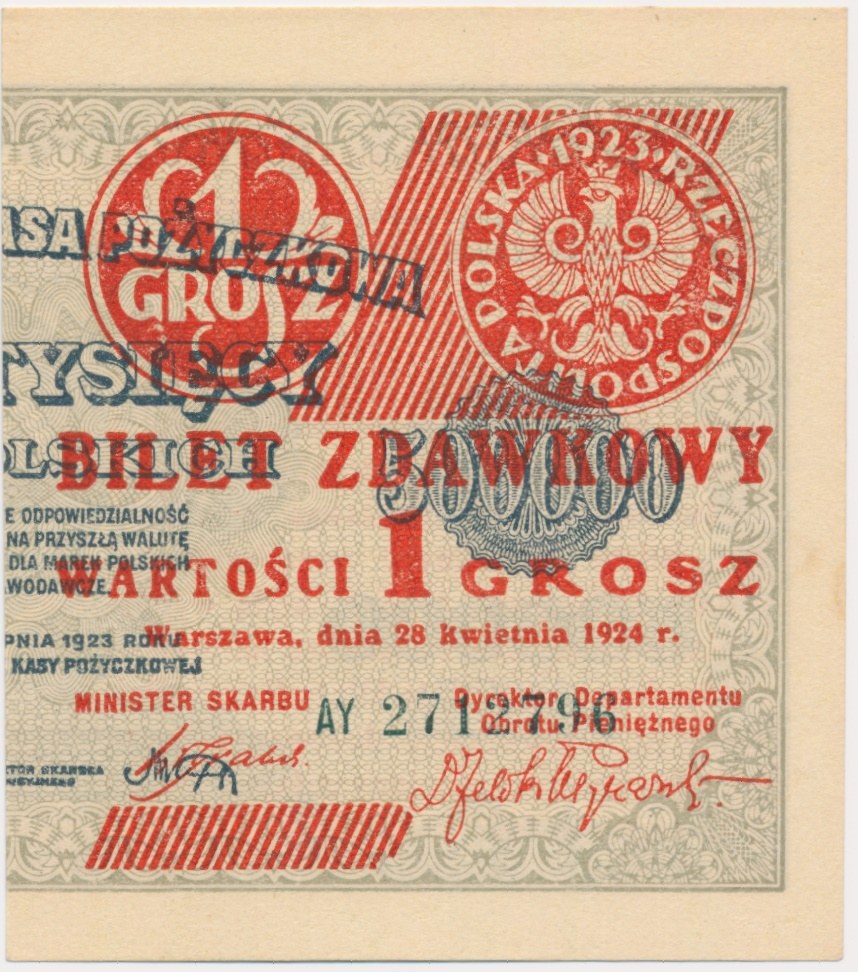 1
GROSZ
RZECZPOSPOLITA POLSKA·1923·
ASA POŻYCZKOWA
TYSIĘCY
OLSKICH
500000
BILET ZDAWKOWY
E ODPOWIEDZIALNOŚĆ
NA PRZYSZŁĄ WALUTĘ
DLA MAREK POLSKICH
WODAWCZE.
WARTOŚCI 1 GROSZ
PNIA 1923 ROKU
Warszawa, dnia 28 kwietnia 1924 r.
KASY POŻYCZKOWEJ
MINISTER SKARBU
AY 2712796
Dyrektor Departamentu
Obrotu Pieniężnego